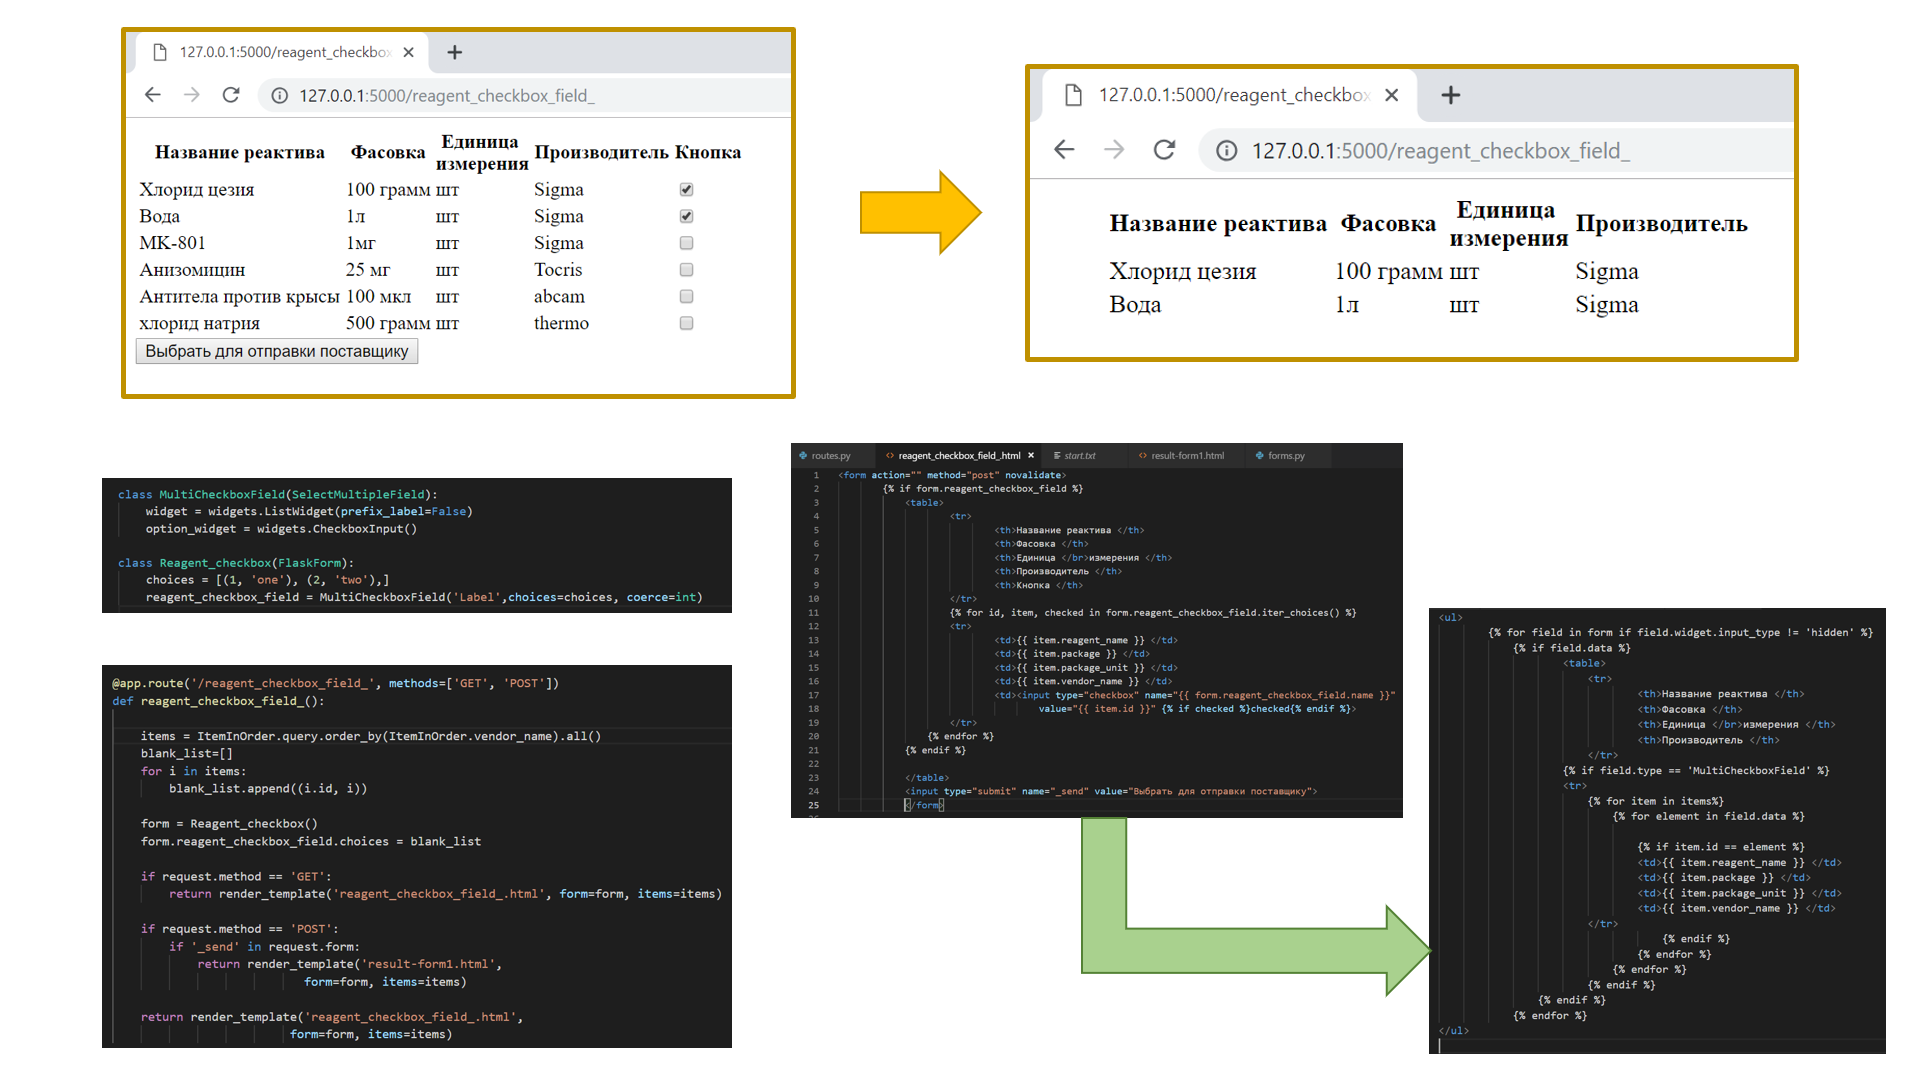 127.0.0.1:5000/reagent_checkbo
127.0.0.1:5000/reagent_checkbox_field_
Название реактива Фасовка Единица измерения Производитель Кнопка
Хлорид цезия 100 грамм шт Sigma
Вода 1л шт Sigma
МК-801 1мг шт Sigma
Анизомицин 25 мг шт Tocris
Антитела против крысы 100 мкл шт abcam
хлорид натрия 500 грамм шт thermo
Выбрать для отправки поставщику
127.0.0.1:5000/reagent_checkbox
127.0.0.1:5000/reagent_checkbox_field_
Название реактива Фасовка Единица измерения Производитель
Хлорид цезия 100 грамм шт Sigma
Вода 1л шт Sigma
class MultiCheckboxField(SelectMultipleField):
widget = widgets.ListWidget(prefix_label=False)
option_widget = widgets.CheckboxInput()
class Reagent_checkbox(FlaskForm):
choices = [(1, 'one'), (2, 'two'),]
reagent_checkbox_field = MultiCheckboxField('Label',choices=choices, coerce=int)
@app.route('/reagent_checkbox_field_', methods=['GET', 'POST'])
def reagent_checkbox_field_():
items = ItemInOrder.query.order_by(ItemInOrder.vendor_name).all()
blank_list=[]
for i in items:
blank_list.append((i.id, i))
form = Reagent_checkbox()
form.reagent_checkbox_field.choices = blank_list
if request.method == 'GET':
return render_template('reagent_checkbox_field_.html', form=form, items=items)
if request.method == 'POST':
if '_send' in request.form:
return render_template('result-form1.html',
form=form, items=items)
return render_template('reagent_checkbox_field_.html',
form=form, items=items)
routes.py reagent_checkbox_field_.html start.txt result-form1.html forms.py
1 <form action="" method="post" novalidate>
2 {% if form.reagent_checkbox_field %}
3 <table>
4 <tr>
5 <th>Название реактива </th>
6 <th>Фасовка </th>
7 <th>Единица </br>измерения </th>
8 <th>Производитель </th>
9 <th>Кнопка </th>
10 </tr>
11 {% for id, item, checked in form.reagent_checkbox_field.iter_choices() %}
12 <tr>
13 <td>{{ item.reagent_name }} </td>
14 <td>{{ item.package }} </td>
15 <td>{{ item.package_unit }} </td>
16 <td>{{ item.vendor_name }} </td>
17 <td><input type="checkbox" name="{{ form.reagent_checkbox_field.name }}"
18 value="{{ item.id }}" {% if checked %}checked{% endif %}>
19 </tr>
20 {% endfor %}
21 {% endif %}
22
23 </table>
24 <input type="submit" name="_send" value="Выбрать для отправки поставщику">
25 </form>
<ul>
{% for field in form if field.widget.input_type != 'hidden' %}
{% if field.data %}
<table>
<tr>
<th>Название реактива </th>
<th>Фасовка </th>
<th>Единица </br>измерения </th>
<th>Производитель </th>
</tr>
{% if field.type == 'MultiCheckboxField' %}
<tr>
{% for item in items%}
{% for element in field.data %}
{% if item.id == element %}
<td>{{ item.reagent_name }} </td>
<td>{{ item.package }} </td>
<td>{{ item.package_unit }} </td>
<td>{{ item.vendor_name }} </td>
</tr>
{% endif %}
{% endfor %}
{% endfor %}
{% endif %}
{% endif %}
{% endfor %}
</ul>